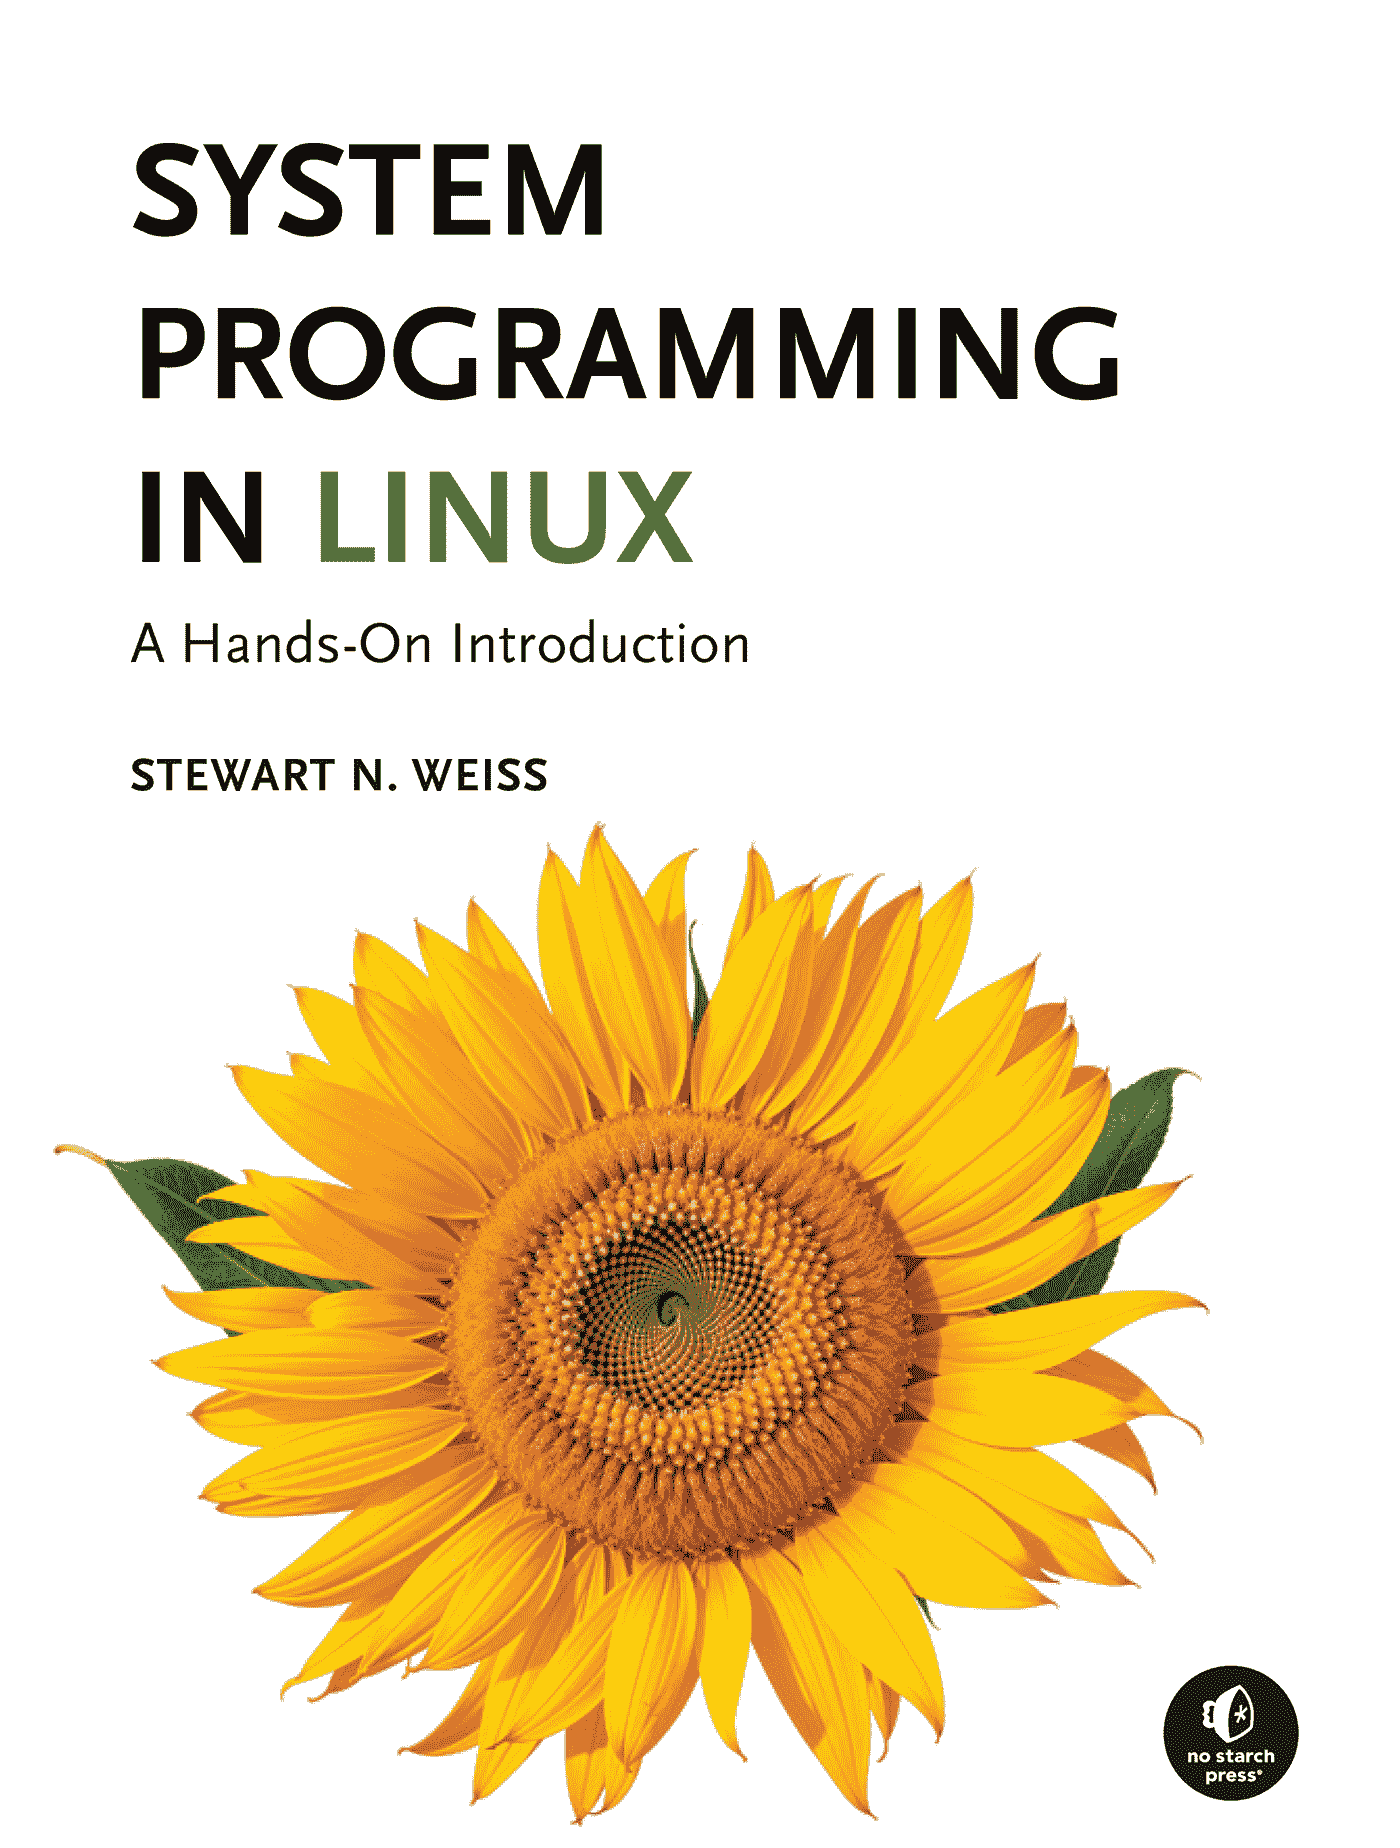 SYSTEM
PROGRAMMING
IN LINUX
A Hands-On Introduction
STEWART N. WEISS
no starch
press®